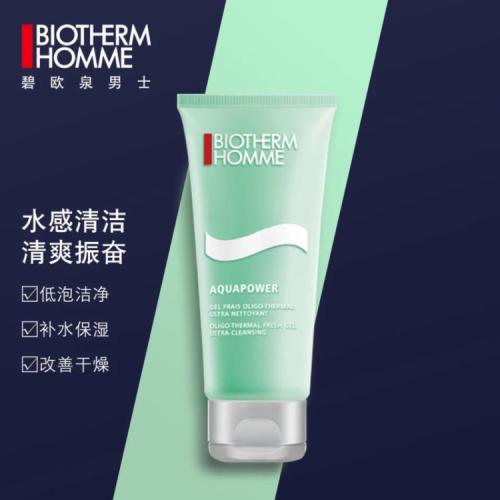 BIOTHERM
HOMME
碧欧泉男士
水感清洁
清爽振奋
低泡洁净
补水保湿
改善干燥
BIOTHERM
HOMME
AQUAPOWER
GEL FRAIS OLIGO-THERMAL
ULTRA NETTOYANT
OLIGO-THERMAL FRESH GEL
ULTRA CLEANSING